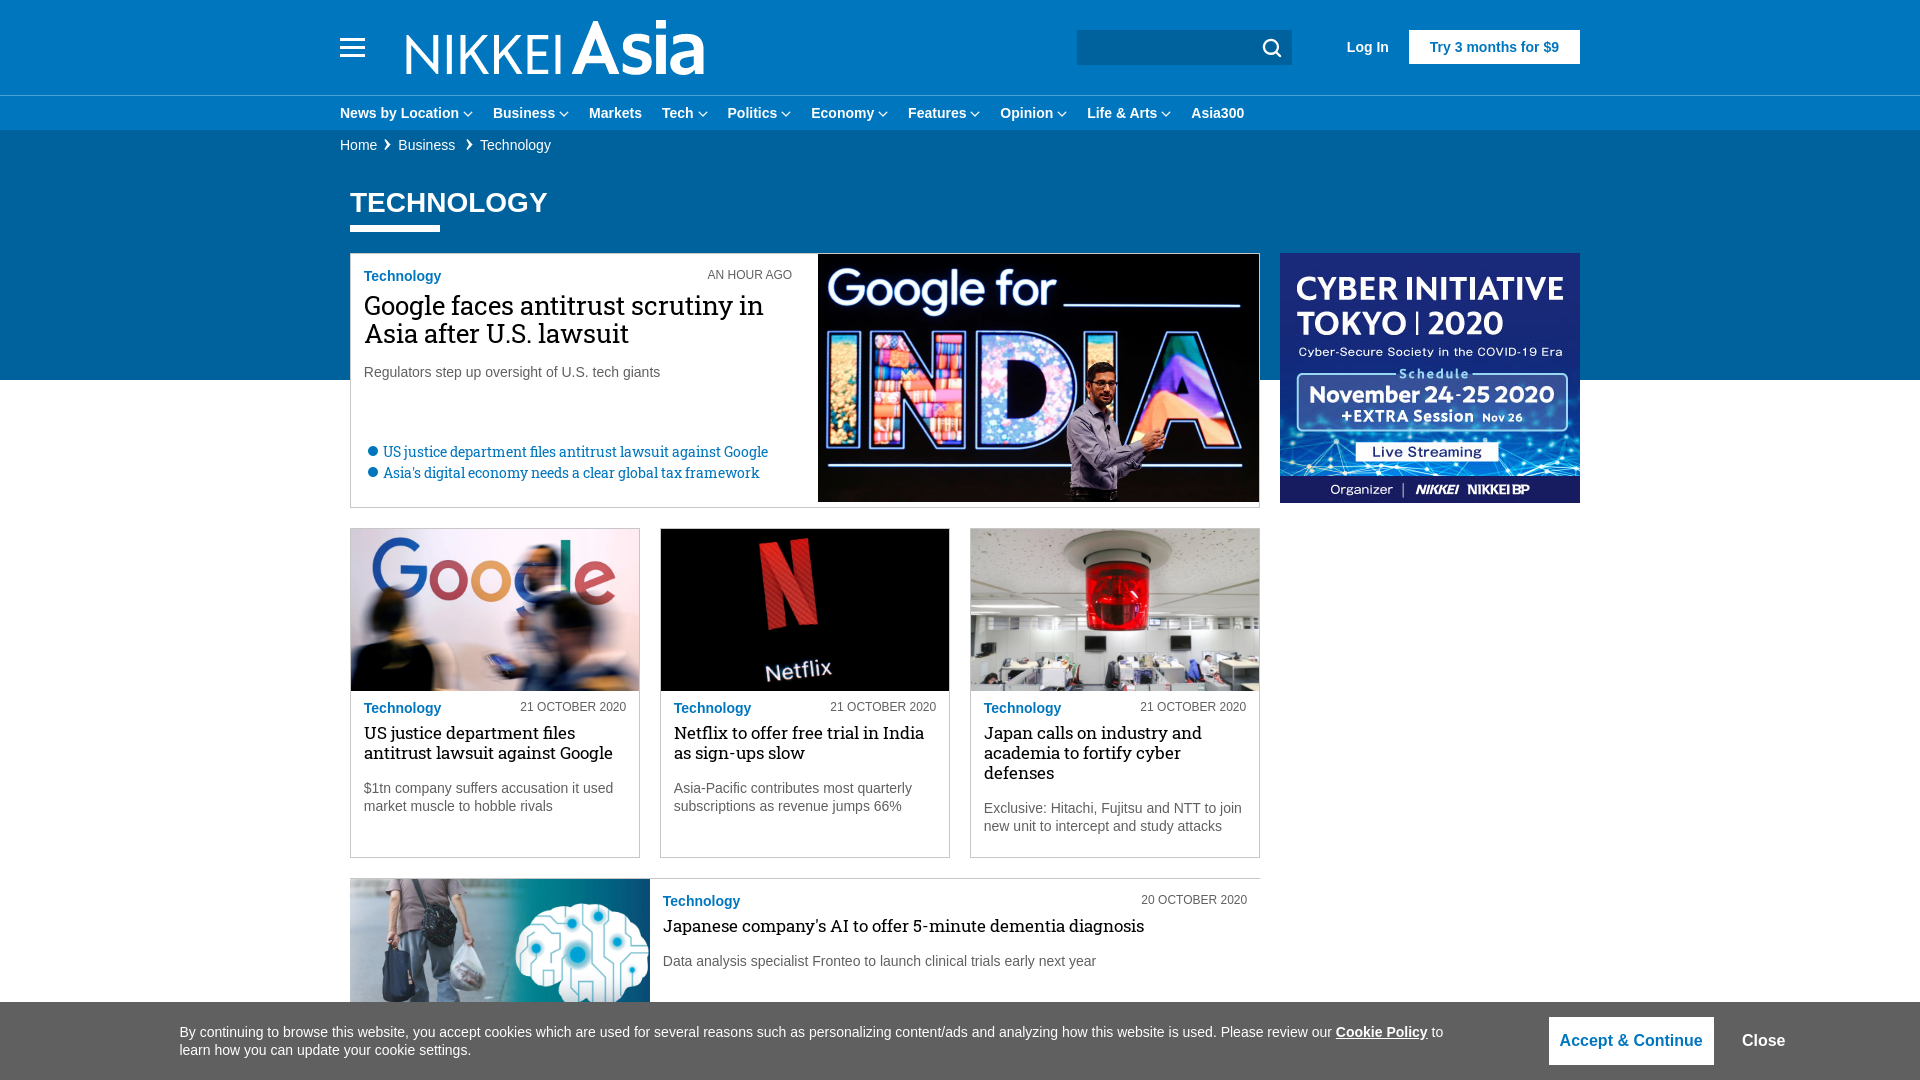 NIKKEI Asia
Log In
Try 3 months for $9
News by Location
Business
Markets
Tech
Politics
Economy
Features
Opinion
Life & Arts
Asia300
Home
Business
Technology
TECHNOLOGY
Technology
AN HOUR AGO
Google faces antitrust scrutiny in
Asia after U.S. lawsuit
Regulators step up oversight of U.S. tech giants
US justice department files antitrust lawsuit against Google
Asia's digital economy needs a clear global tax framework
Google for
INDIA
CYBER INITIATIVE
TOKYO | 2020
Cyber-Secure Society in the COVID-19 Era
Schedule
November 24-25 2020
+EXTRA Session Nov 26
Live Streaming
Organizer | NIKKEI NIKKEI BP
Google
Technology
21 OCTOBER 2020
US justice department files
antitrust lawsuit against Google
$1tn company suffers accusation it used
market muscle to hobble rivals
N
Netflix
Technology
21 OCTOBER 2020
Netflix to offer free trial in India
as sign-ups slow
Asia-Pacific contributes most quarterly
subscriptions as revenue jumps 66%
Technology
21 OCTOBER 2020
Japan calls on industry and
academia to fortify cyber
defenses
Exclusive: Hitachi, Fujitsu and NTT to join
new unit to intercept and study attacks
Technology
20 OCTOBER 2020
Japanese company's AI to offer 5-minute dementia diagnosis
Data analysis specialist Fronteo to launch clinical trials early next year
By continuing to browse this website, you accept cookies which are used for several reasons such as personalizing content/ads and analyzing how this website is used. Please review our Cookie Policy to
learn how you can update your cookie settings.
Accept & Continue
Close